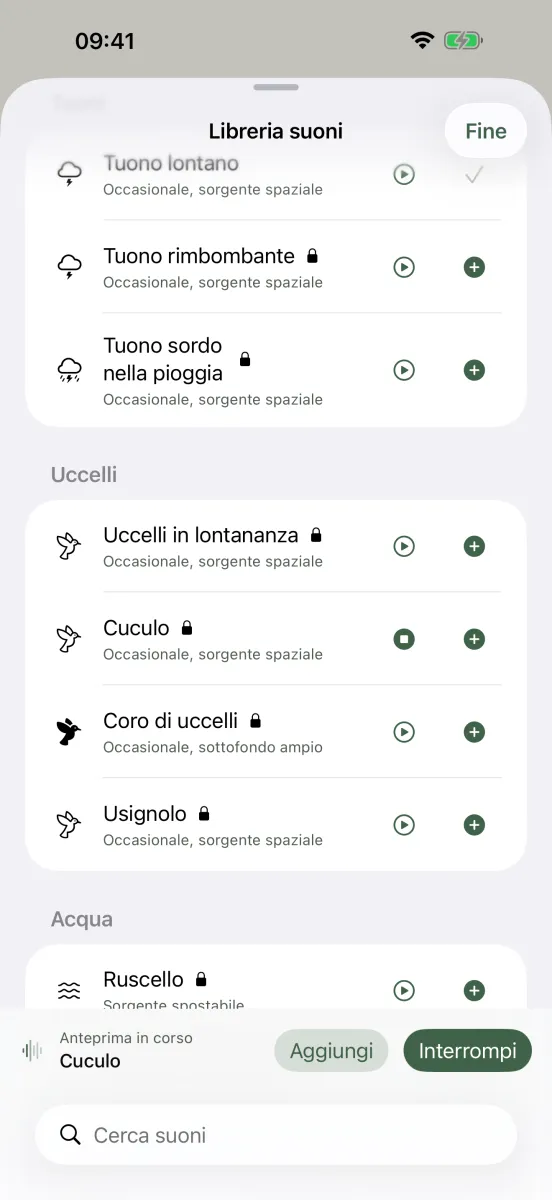 09:41
Libreria suoni
Fine
Tuono lontano
Occasionale, sorgente spaziale
Tuono rimbombante
Occasionale, sorgente spaziale
Tuono sordo
nella pioggia
Occasionale, sorgente spaziale
Uccelli
Uccelli in lontananza
Occasionale, sorgente spaziale
Cuculo
Occasionale, sorgente spaziale
Coro di uccelli
Occasionale, sottofondo ampio
Usignolo
Occasionale, sorgente spaziale
Acqua
Ruscello
Sorgente spostabile
Anteprima in corso
Cuculo
Aggiungi
Interrompi
Cerca suoni